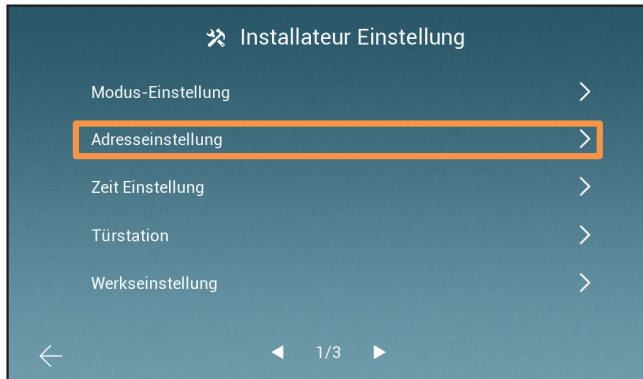 Installateur Einstellung
Modus-Einstellung
Adresseinstellung
Zeit Einstellung
Türstation
Werkseinstellung
1/3